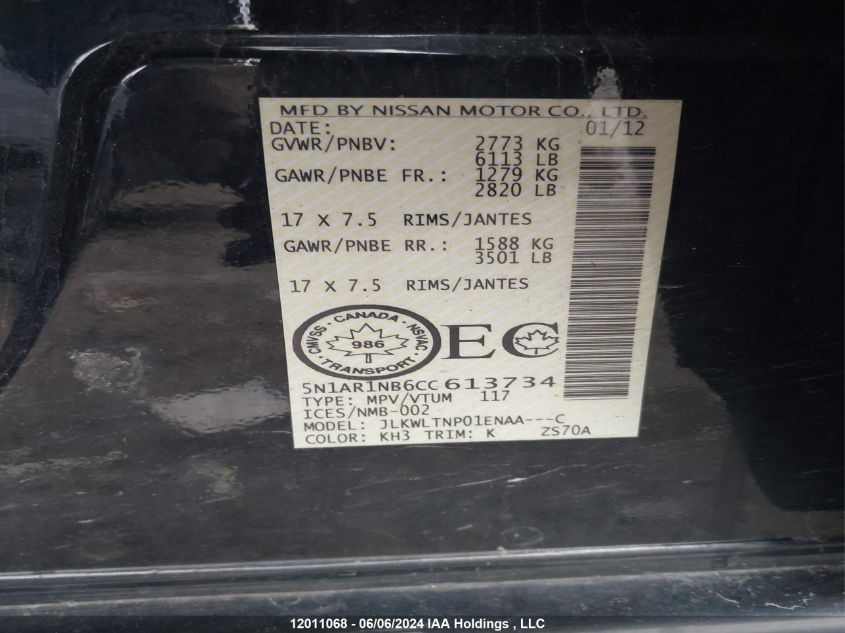 MFD BY NISSAN MOTOR CO., LTD.
DATE: 01/12
GVWR/PNBV: 2773 KG
6113 LB
GAWR/PNBE FR.: 1279 KG
2820 LB
17 X 7.5 RIMS/JANTES
GAWR/PNBE RR.: 1588 KG
3501 LB
17 X 7.5 RIMS/JANTES
CMVSS · CANADA · NSVAC
986
TRANSPORT
EC
5N1AR1NB6CC613734
TYPE: MPV/VTUM 117
ICES/NMB-002
MODEL: JLKWLTNP01ENAA---C
COLOR: KH3 TRIM: K ZS70A
12011068 - 06/06/2024 IAA Holdings , LLC